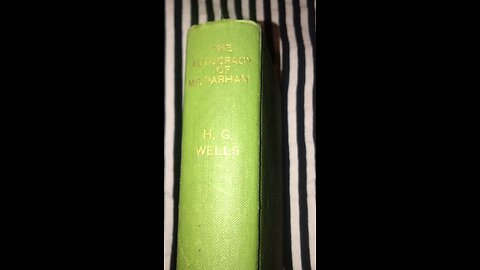 THE
AUTOCRACY
OF
MR. PARHAM
H. G.
WELLS